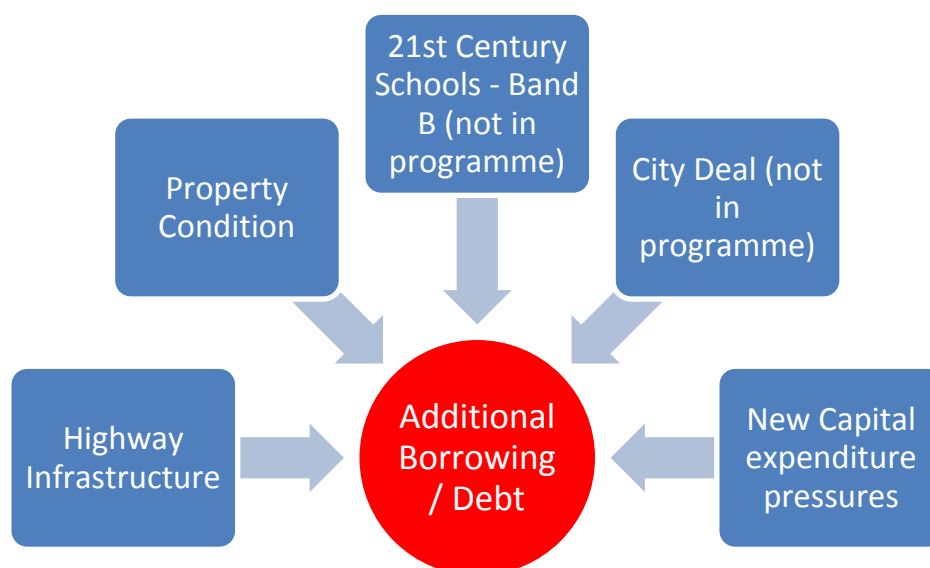 21st Century
Schools - Band
B (not in
programme)
Property
Condition
City Deal (not
in
programme)
Highway
Infrastructure
Additional
Borrowing
/ Debt
New Capital
expenditure
pressures